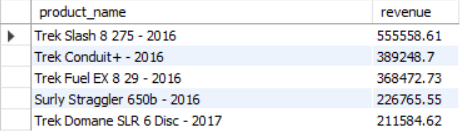 product_name revenue
Trek Slash 8 275 - 2016 555558.61
Trek Conduit+ - 2016 389248.7
Trek Fuel EX 8 29 - 2016 368472.73
Surly Straggler 650b - 2016 226765.55
Trek Domane SLR 6 Disc - 2017 211584.62